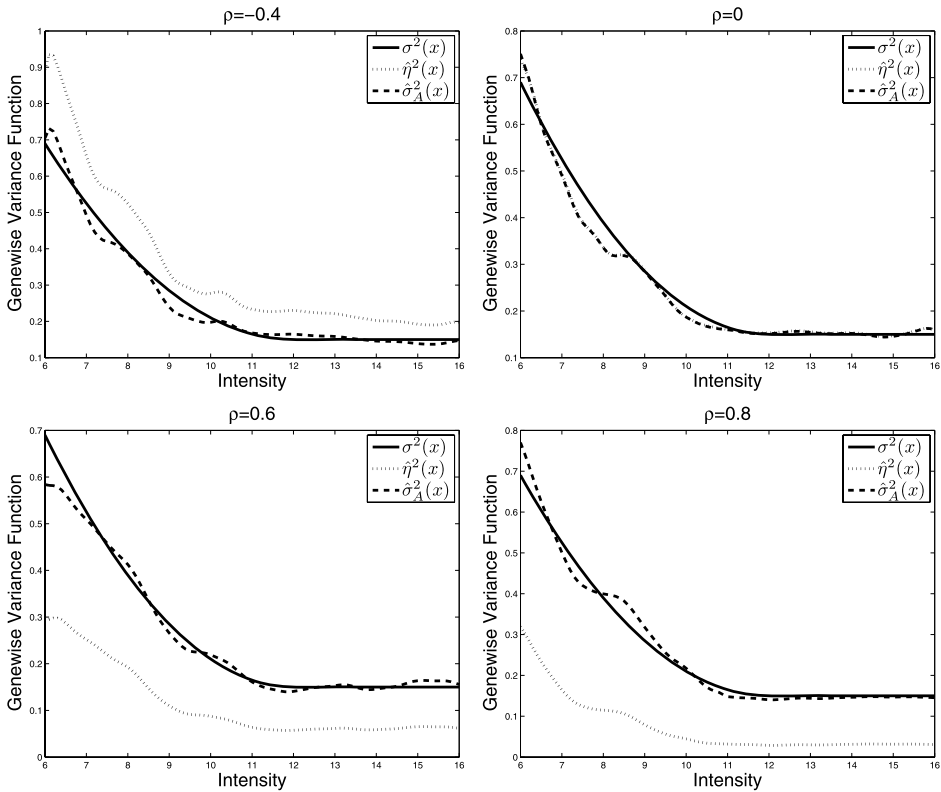 ρ=−0.4
Genewise Variance Function
1
0.9
0.8
0.7
0.6
0.5
0.4
0.3
0.2
0.1
σ²(x)
η̂²(x)
σ̂²_A(x)
6 7 8 9 10 11 12 13 14 15 16
Intensity
ρ=0
Genewise Variance Function
0.8
0.7
0.6
0.5
0.4
0.3
0.2
0.1
σ²(x)
η̂²(x)
σ̂²_A(x)
6 7 8 9 10 11 12 13 14 15 16
Intensity
ρ=0.6
Genewise Variance Function
0.7
0.6
0.5
0.4
0.3
0.2
0.1
0
σ²(x)
η̂²(x)
σ̂²_A(x)
6 7 8 9 10 11 12 13 14 15 16
Intensity
ρ=0.8
Genewise Variance Function
0.8
0.7
0.6
0.5
0.4
0.3
0.2
0.1
0
σ²(x)
η̂²(x)
σ̂²_A(x)
6 7 8 9 10 11 12 13 14 15 16
Intensity